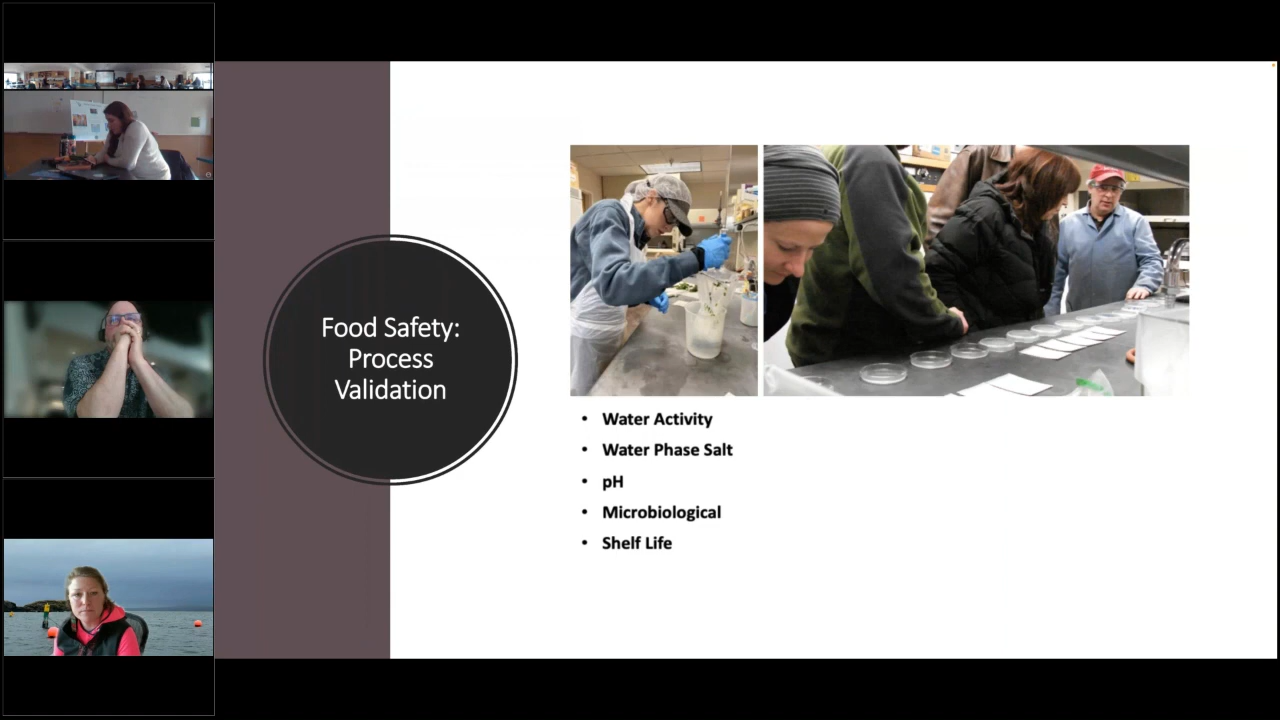 Food Safety:
Process
Validation
• Water Activity
• Water Phase Salt
• pH
• Microbiological
• Shelf Life